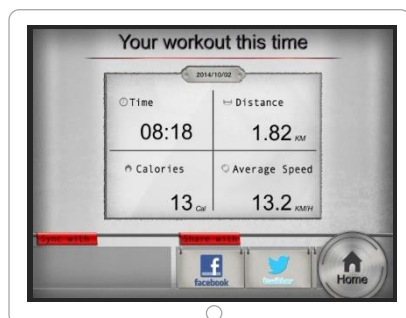 Your workout this time
2014/10/02
Time
Distance
08:18
1.82 KM
Calories
Average Speed
13 Cal
13.2 KM/H
Sync with
Share with
facebook
twitter
Home